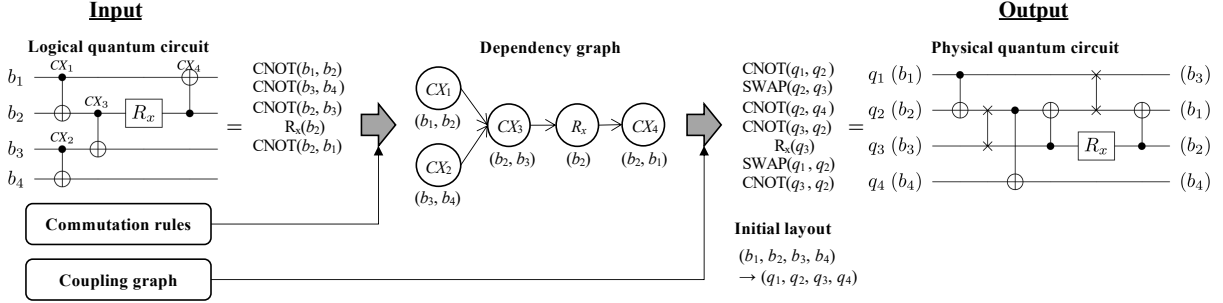 Input
Output
Logical quantum circuit
Dependency graph
Physical quantum circuit
CX₁
CX₄
CX₃
CX₂
b₁
b₂
b₃
b₄
Rₓ
=
CNOT(b₁, b₂)
CNOT(b₃, b₄)
CNOT(b₂, b₃)
Rₓ(b₂)
CNOT(b₂, b₁)
CX₁
(b₁, b₂)
CX₂
(b₃, b₄)
CX₃
(b₂, b₃)
Rₓ
(b₂)
CX₄
(b₂, b₁)
CNOT(q₁, q₂)
SWAP(q₂, q₃)
CNOT(q₂, q₄)
CNOT(q₃, q₂)
Rₓ(q₃)
SWAP(q₁, q₂)
CNOT(q₃, q₂)
=
q₁ (b₁)
q₂ (b₂)
q₃ (b₃)
q₄ (b₄)
Rₓ
(b₃)
(b₁)
(b₂)
(b₄)
Commutation rules
Coupling graph
Initial layout
(b₁, b₂, b₃, b₄)
→ (q₁, q₂, q₃, q₄)